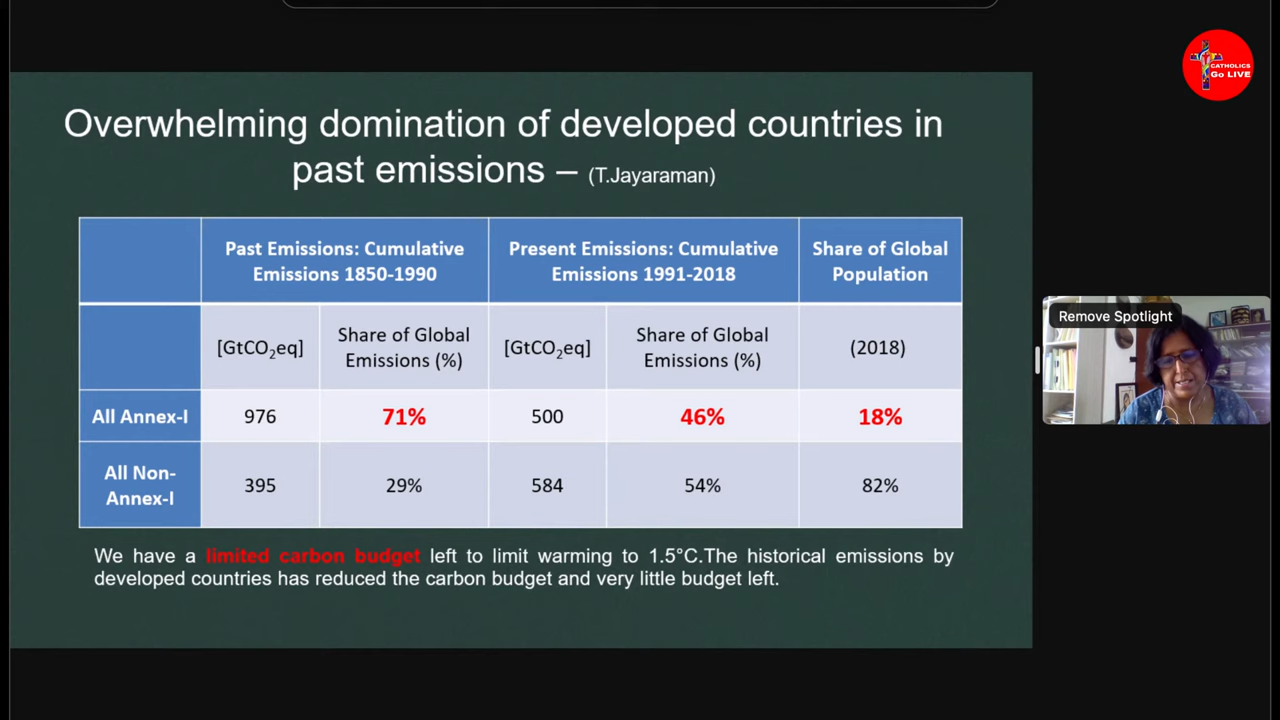 CATHOLICS
Go LIVE
Overwhelming domination of developed countries in
past emissions – (T.Jayaraman)
Past Emissions: Cumulative
Emissions 1850-1990
Present Emissions: Cumulative
Emissions 1991-2018
Share of Global
Population
[GtCO₂eq]
Share of Global
Emissions (%)
[GtCO₂eq]
Share of Global
Emissions (%)
(2018)
All Annex-I
976
71%
500
46%
18%
All Non-
Annex-I
395
29%
584
54%
82%
We have a limited carbon budget left to limit warming to 1.5°C.The historical emissions by
developed countries has reduced the carbon budget and very little budget left.
Remove Spotlight